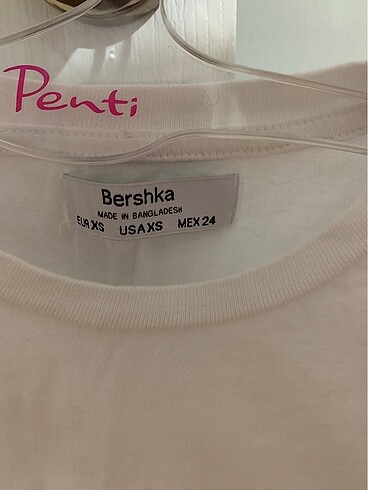 Penti
Bershka
MADE IN BANGLADESH
EUR XS USA XS MEX 24